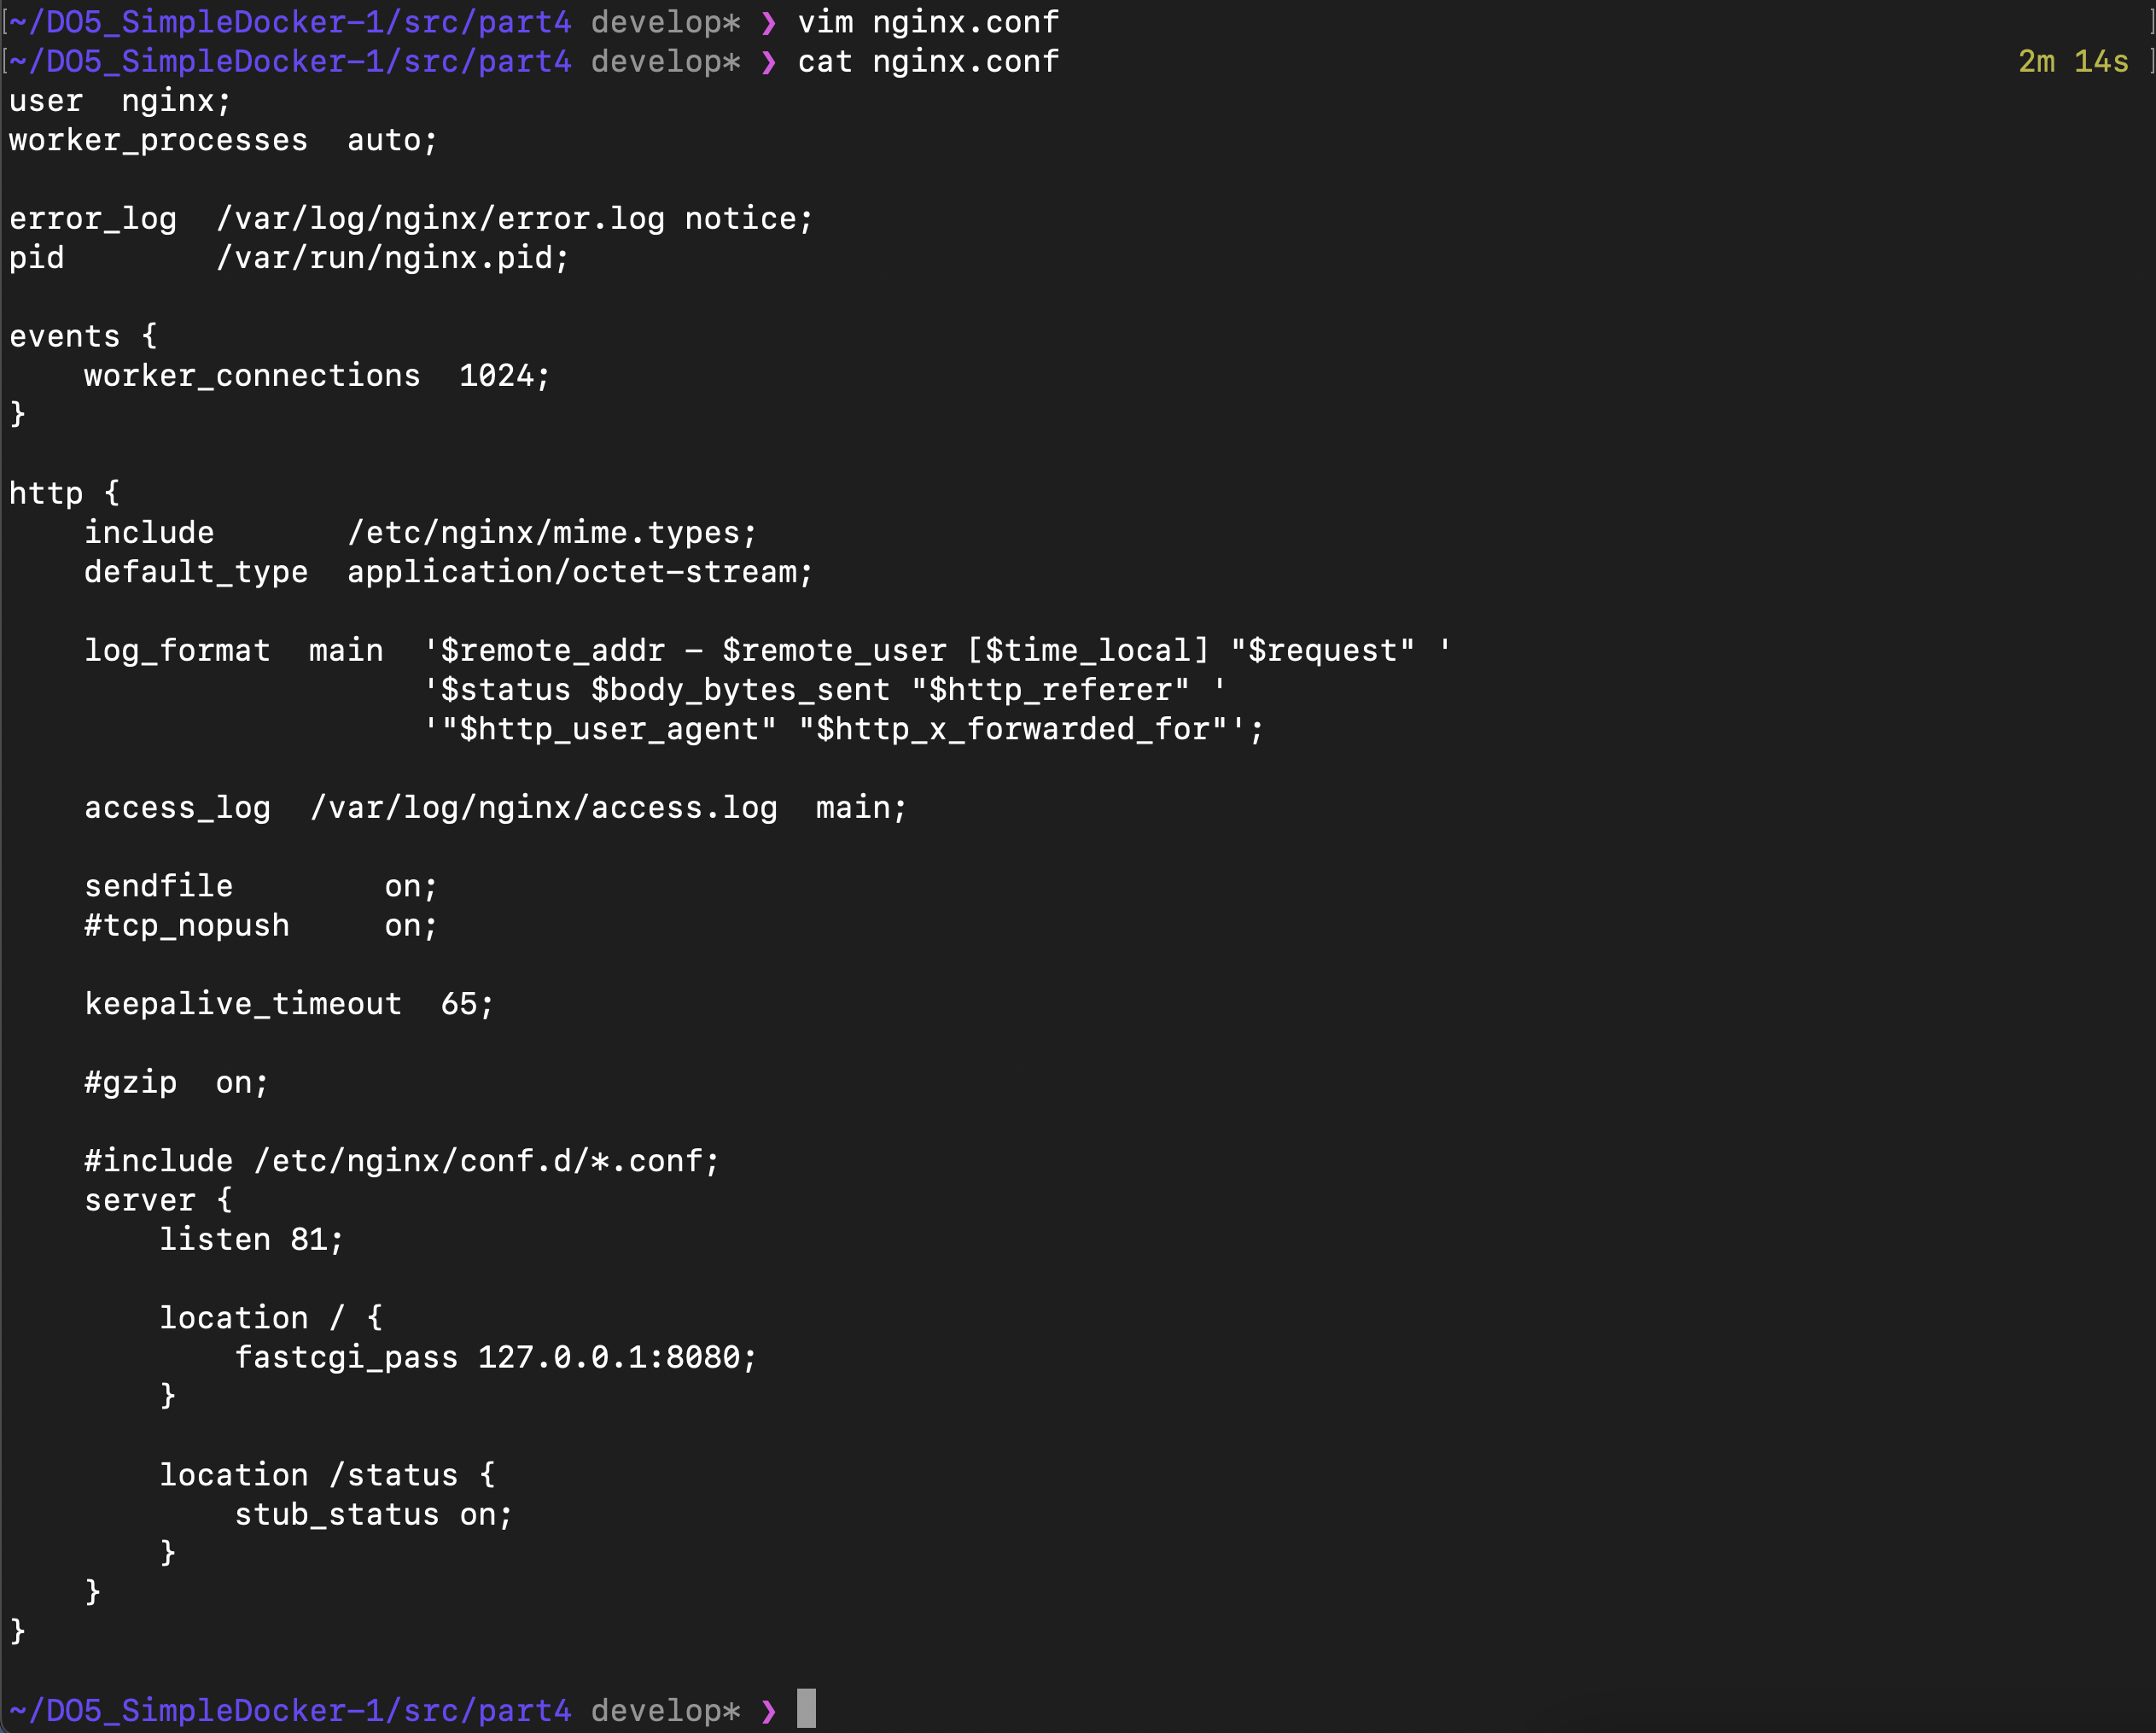 [~/DO5_SimpleDocker-1/src/part4 develop* ❯ vim nginx.conf ]
[~/DO5_SimpleDocker-1/src/part4 develop* ❯ cat nginx.conf 2m 14s ]
user  nginx;
worker_processes  auto;

error_log  /var/log/nginx/error.log notice;
pid        /var/run/nginx.pid;

events {
    worker_connections  1024;
}

http {
    include       /etc/nginx/mime.types;
    default_type  application/octet-stream;

    log_format  main  '$remote_addr - $remote_user [$time_local] "$request" '
                      '$status $body_bytes_sent "$http_referer" '
                      '"$http_user_agent" "$http_x_forwarded_for"';

    access_log  /var/log/nginx/access.log  main;

    sendfile        on;
    #tcp_nopush     on;

    keepalive_timeout  65;

    #gzip  on;

    #include /etc/nginx/conf.d/*.conf;
    server {
        listen 81;

        location / {
            fastcgi_pass 127.0.0.1:8080;
        }

        location /status {
            stub_status on;
        }
    }
}

~/DO5_SimpleDocker-1/src/part4 develop* ❯